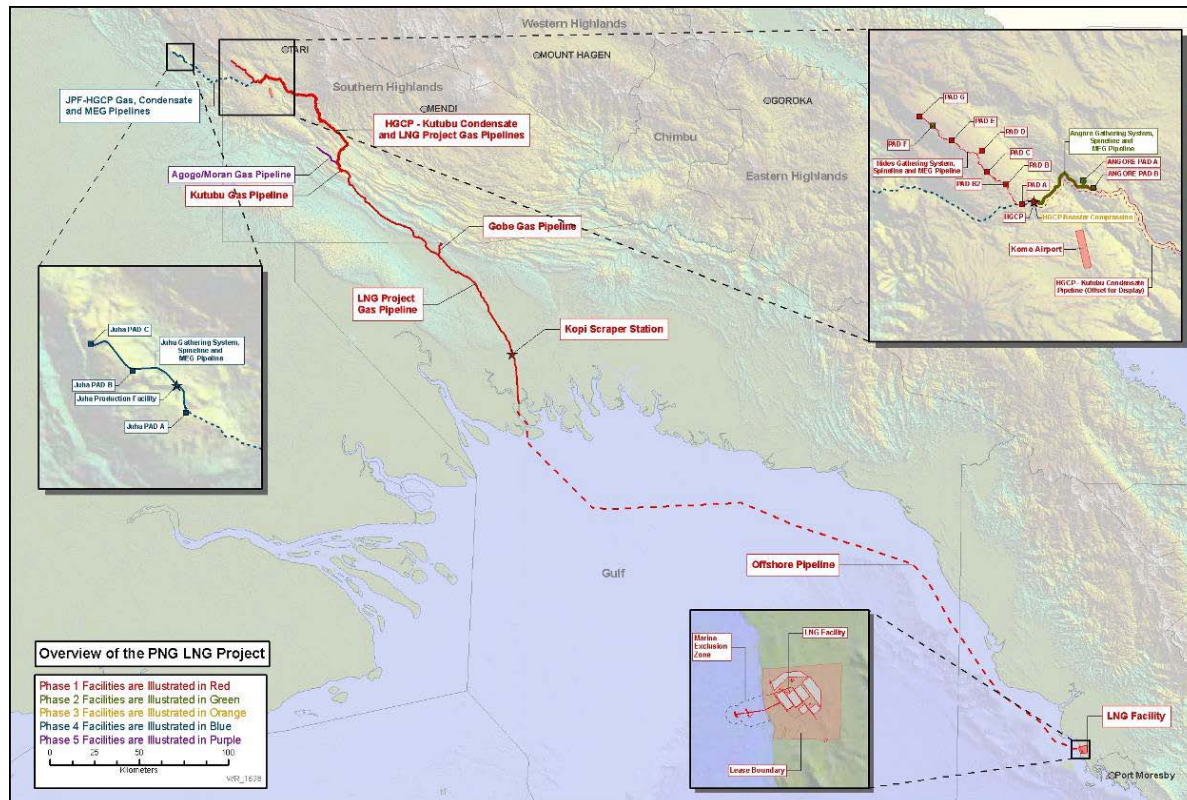 Western Highlands
TARI
MOUNT HAGEN
Southern Highlands
MENDI
GOROKA
Chimbu
Eastern Highlands
JPF-HGCP Gas, Condensate
and MEG Pipelines
HGCP - Kutubu Condensate
and LNG Project Gas Pipelines
Agogo/Moran Gas Pipeline
Kutubu Gas Pipeline
Gobe Gas Pipeline
LNG Project
Gas Pipeline
Kopi Scraper Station
Offshore Pipeline
Gulf
LNG Facility
Port Moresby
PAD G
PAD F
PAD E
PAD D
PAD C
PAD B
PAD B2
PAD A
Hides Gathering System,
Spineline and MEG Pipeline
Angore Gathering System,
Spineline and
MEG Pipeline
ANGORE PAD A
ANGORE PAD B
HGCP
HGCP Booster Compression
Komo Airport
HGCP - Kutubu Condensate
Pipeline (Offset for Display)
Juha PAD C
Juha Gathering System,
Spineline and
MEG Pipeline
Juha PAD B
Juha Production Facility
Juha PAD A
Marine
Exclusion
Zone
LNG Facility
Lease Boundary
Overview of the PNG LNG Project
Phase 1 Facilities are Illustrated in Red
Phase 2 Facilities are Illustrated in Green
Phase 3 Facilities are Illustrated in Orange
Phase 4 Facilities are Illustrated in Blue
Phase 5 Facilities are Illustrated in Purple
0 25 50 100
Kilometers